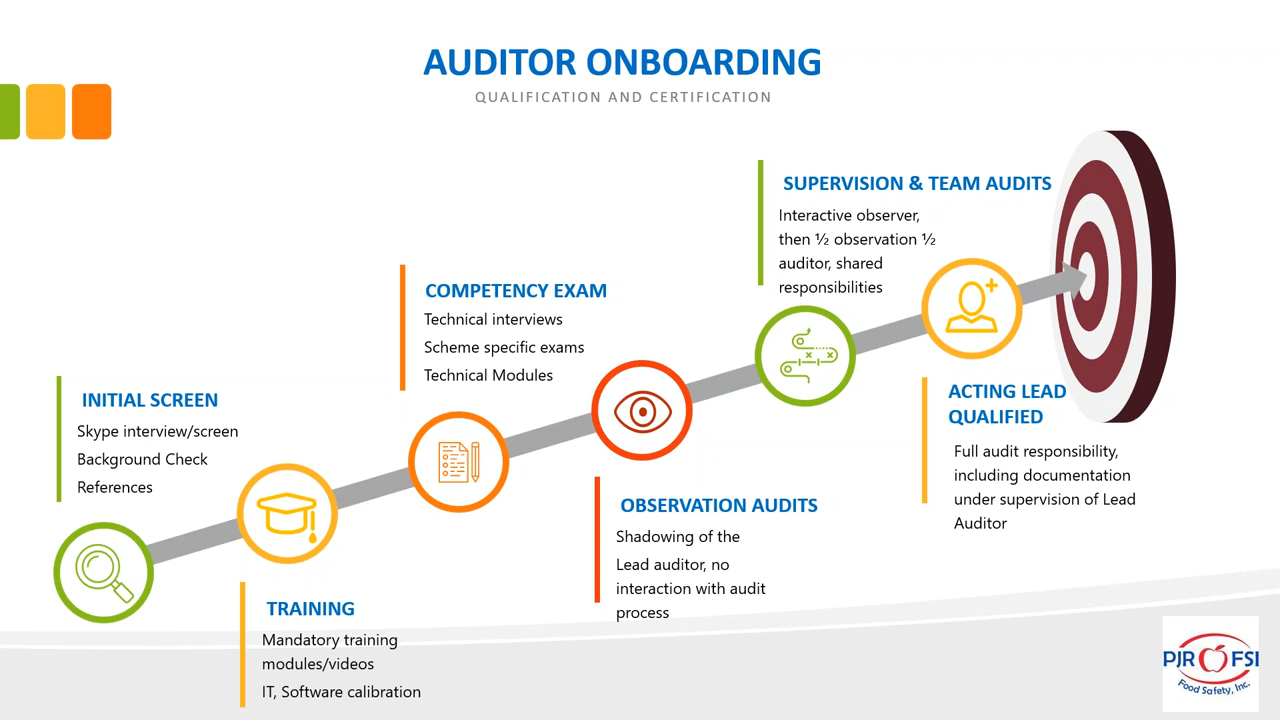 AUDITOR ONBOARDING
QUALIFICATION AND CERTIFICATION
INITIAL SCREEN
Skype interview/screen
Background Check
References
TRAINING
Mandatory training
modules/videos
IT, Software calibration
COMPETENCY EXAM
Technical interviews
Scheme specific exams
Technical Modules
OBSERVATION AUDITS
Shadowing of the
Lead auditor, no
interaction with audit
process
SUPERVISION & TEAM AUDITS
Interactive observer,
then ½ observation ½
auditor, shared
responsibilities
ACTING LEAD
QUALIFIED
Full audit responsibility,
including documentation
under supervision of Lead
Auditor
PJR FSI
Food Safety, Inc.